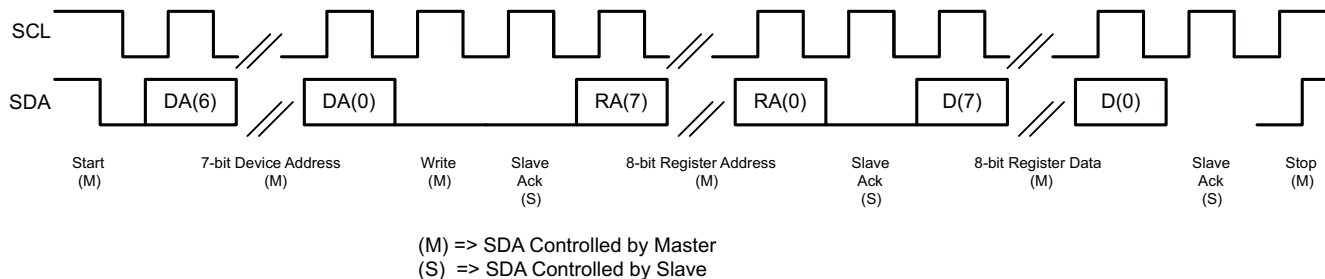 SCL
SDA
DA(6)
DA(0)
RA(7)
RA(0)
D(7)
D(0)
Start
(M)
7-bit Device Address
(M)
Write
(M)
Slave
Ack
(S)
8-bit Register Address
(M)
Slave
Ack
(S)
8-bit Register Data
(M)
Slave
Ack
(S)
Stop
(M)
(M) => SDA Controlled by Master
(S) => SDA Controlled by Slave